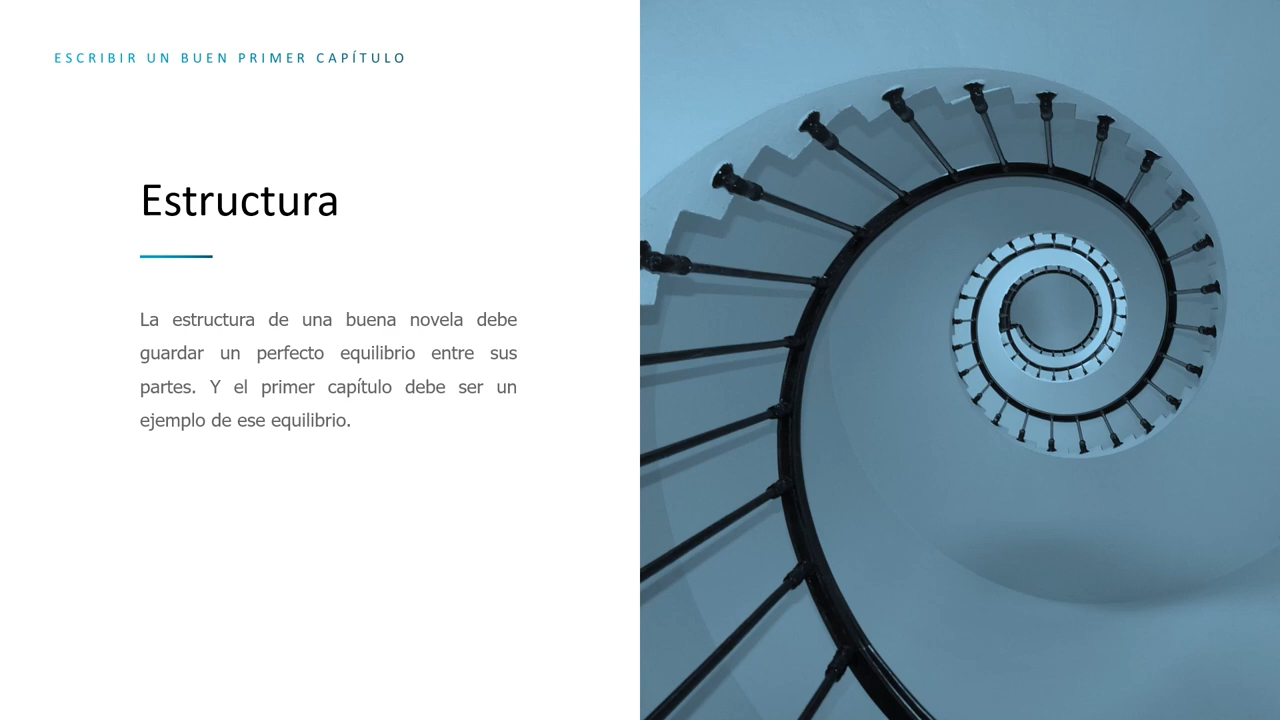 ESCRIBIR UN BUEN PRIMER CAPÍTULO
Estructura
La estructura de una buena novela debe
guardar un perfecto equilibrio entre sus
partes. Y el primer capítulo debe ser un
ejemplo de ese equilibrio.